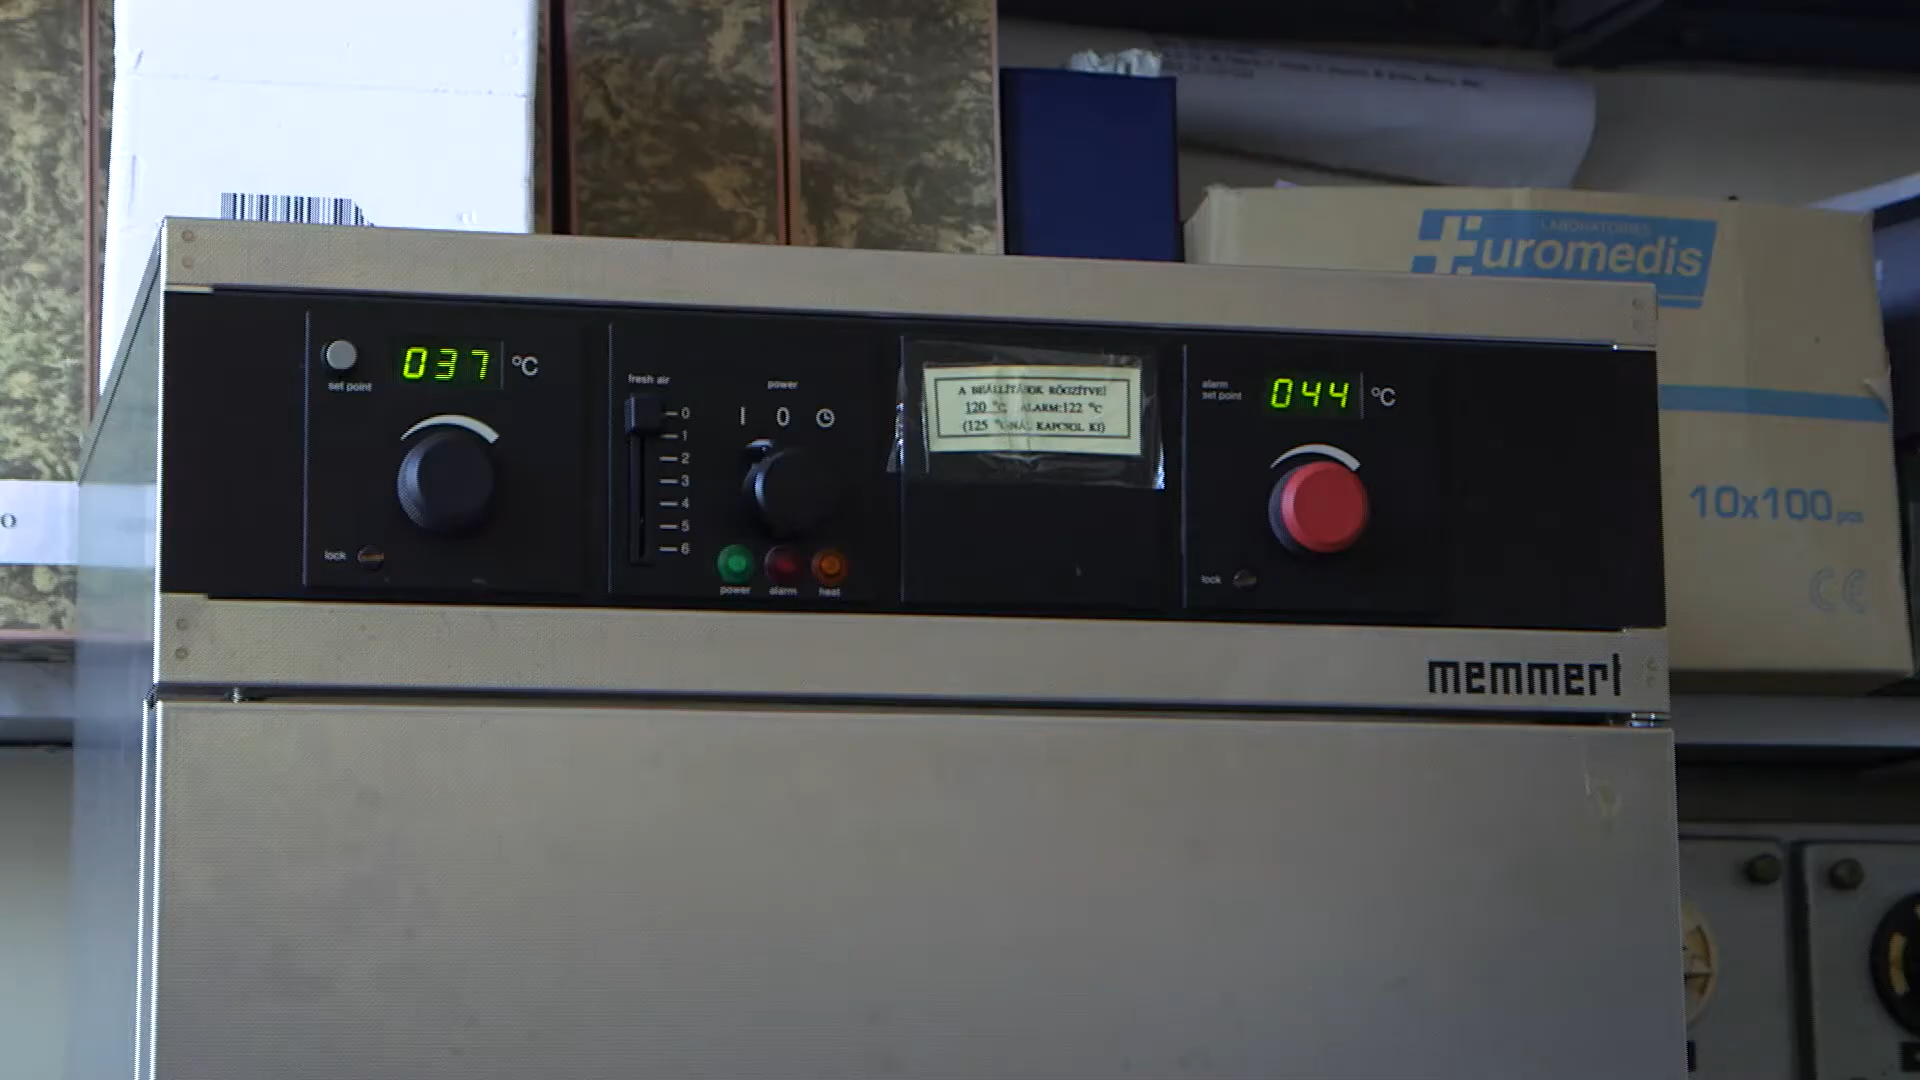 LABORATOIRES
Euromedis
10x100 pcs
CE
set point
037 °C
lock
fresh air
0
1
2
3
4
5
6
power
I 0
power alarm heat
A BEÁLLÍTÁSOK RÖGZÍTVE!
120 °C, ALARM:122 °C
(125 °C-NÁL KAPCSOL KI)
alarm
set point
044 °C
lock
memmert